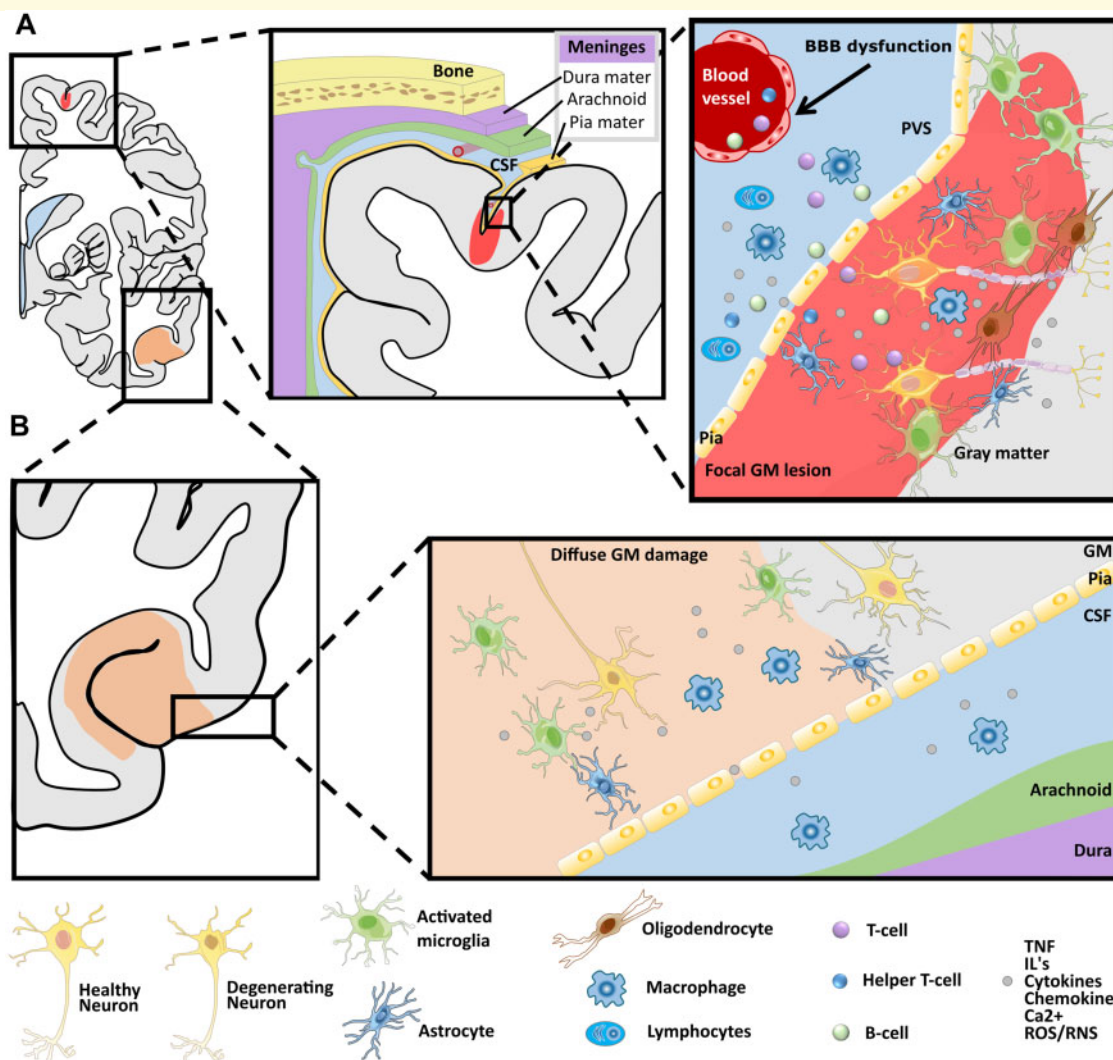 A
Meninges
Bone
Dura mater
Arachnoid
Pia mater
CSF
Blood
vessel
BBB dysfunction
PVS
Pia
Focal GM lesion
Gray matter
B
Diffuse GM damage
GM
Pia
CSF
Arachnoid
Dura
Healthy
Neuron
Degenerating
Neuron
Activated
microglia
Astrocyte
Oligodendrocyte
Macrophage
Lymphocytes
T-cell
Helper T-cell
B-cell
TNF
IL's
Cytokines
Chemokine
Ca2+
ROS/RNS